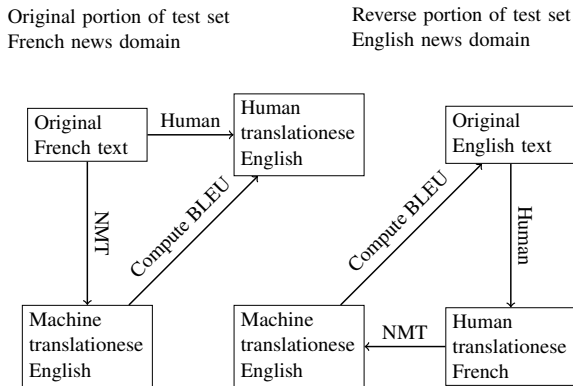 Original portion of test set
French news domain
Reverse portion of test set
English news domain
Original
French text
Human
Human
translationese
English
Original
English text
NMT
Compute BLEU
Compute BLEU
Human
Machine
translationese
English
Machine
translationese
English
NMT
Human
translationese
French